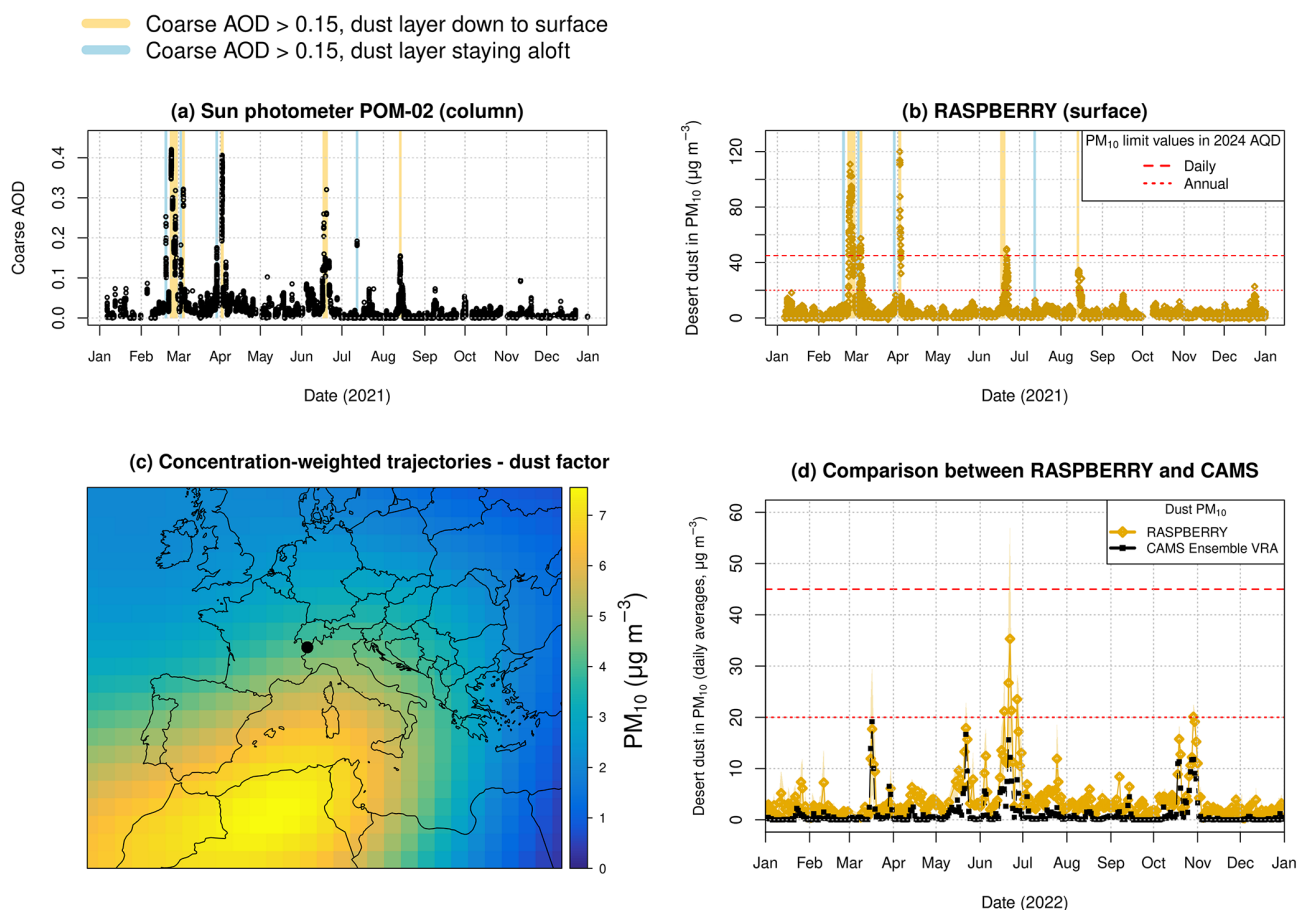 Coarse AOD > 0.15, dust layer down to surface
Coarse AOD > 0.15, dust layer staying aloft
(a) Sun photometer POM-02 (column)
Coarse AOD
0.4
0.3
0.2
0.1
0.0
Jan Feb Mar Apr May Jun Jul Aug Sep Oct Nov Dec Jan
Date (2021)
(b) RASPBERRY (surface)
Desert dust in PM₁₀ (µg m⁻³)
120
80
40
0
PM₁₀ limit values in 2024 AQD
Daily
Annual
Jan Feb Mar Apr May Jun Jul Aug Sep Oct Nov Dec Jan
Date (2021)
(c) Concentration-weighted trajectories - dust factor
7
6
5
4
3
2
1
0
PM₁₀ (µg m⁻³)
(d) Comparison between RASPBERRY and CAMS
Desert dust in PM₁₀ (daily averages, µg m⁻³)
60
50
40
30
20
10
0
Dust PM₁₀
RASPBERRY
CAMS Ensemble VRA
Jan Feb Mar Apr May Jun Jul Aug Sep Oct Nov Dec Jan
Date (2022)